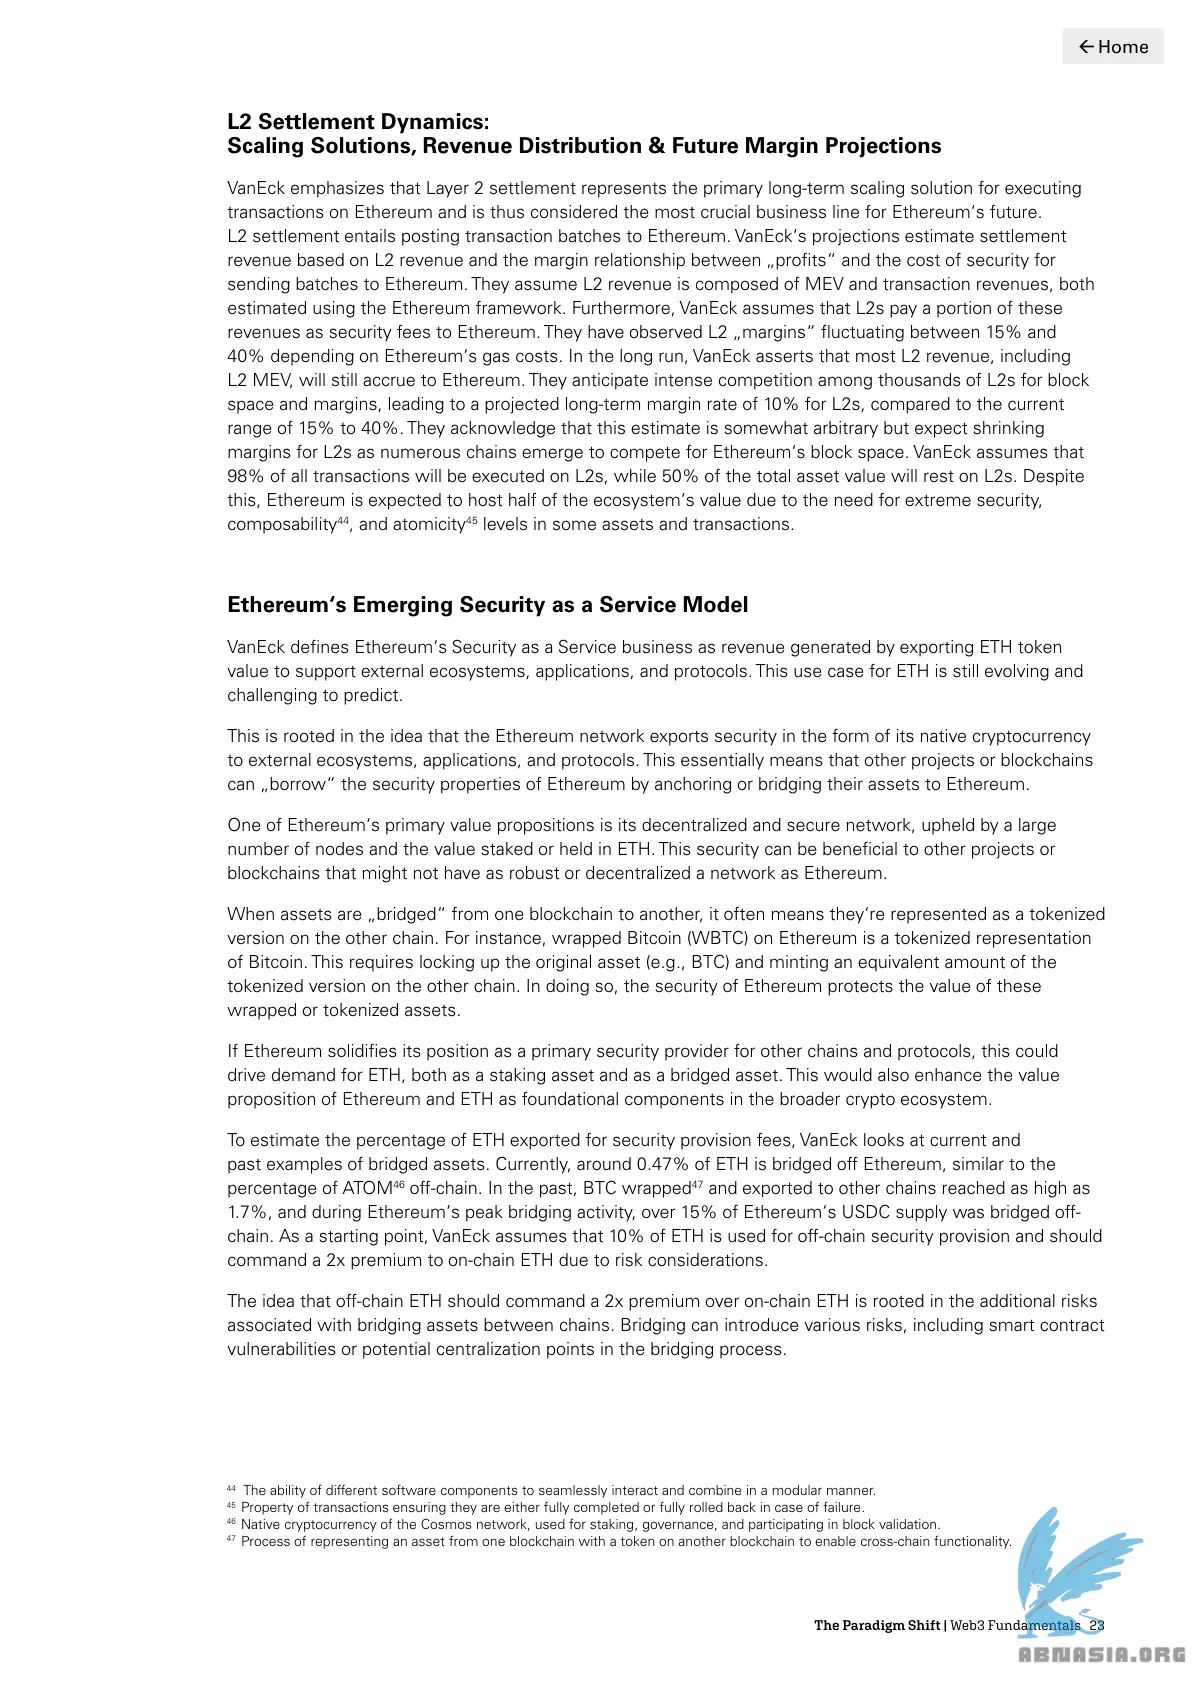 ← Home
L2 Settlement Dynamics:
Scaling Solutions, Revenue Distribution & Future Margin Projections
VanEck emphasizes that Layer 2 settlement represents the primary long-term scaling solution for executing
transactions on Ethereum and is thus considered the most crucial business line for Ethereum‘s future.
L2 settlement entails posting transaction batches to Ethereum. VanEck‘s projections estimate settlement
revenue based on L2 revenue and the margin relationship between „profits“ and the cost of security for
sending batches to Ethereum. They assume L2 revenue is composed of MEV and transaction revenues, both
estimated using the Ethereum framework. Furthermore, VanEck assumes that L2s pay a portion of these
revenues as security fees to Ethereum. They have observed L2 „margins“ fluctuating between 15% and
40% depending on Ethereum‘s gas costs. In the long run, VanEck asserts that most L2 revenue, including
L2 MEV, will still accrue to Ethereum. They anticipate intense competition among thousands of L2s for block
space and margins, leading to a projected long-term margin rate of 10% for L2s, compared to the current
range of 15% to 40%. They acknowledge that this estimate is somewhat arbitrary but expect shrinking
margins for L2s as numerous chains emerge to compete for Ethereum‘s block space. VanEck assumes that
98% of all transactions will be executed on L2s, while 50% of the total asset value will rest on L2s. Despite
this, Ethereum is expected to host half of the ecosystem‘s value due to the need for extreme security,
composability⁴⁴, and atomicity⁴⁵ levels in some assets and transactions.
Ethereum‘s Emerging Security as a Service Model
VanEck defines Ethereum‘s Security as a Service business as revenue generated by exporting ETH token
value to support external ecosystems, applications, and protocols. This use case for ETH is still evolving and
challenging to predict.
This is rooted in the idea that the Ethereum network exports security in the form of its native cryptocurrency
to external ecosystems, applications, and protocols. This essentially means that other projects or blockchains
can „borrow“ the security properties of Ethereum by anchoring or bridging their assets to Ethereum.
One of Ethereum‘s primary value propositions is its decentralized and secure network, upheld by a large
number of nodes and the value staked or held in ETH. This security can be beneficial to other projects or
blockchains that might not have as robust or decentralized a network as Ethereum.
When assets are „bridged“ from one blockchain to another, it often means they‘re represented as a tokenized
version on the other chain. For instance, wrapped Bitcoin (WBTC) on Ethereum is a tokenized representation
of Bitcoin. This requires locking up the original asset (e.g., BTC) and minting an equivalent amount of the
tokenized version on the other chain. In doing so, the security of Ethereum protects the value of these
wrapped or tokenized assets.
If Ethereum solidifies its position as a primary security provider for other chains and protocols, this could
drive demand for ETH, both as a staking asset and as a bridged asset. This would also enhance the value
proposition of Ethereum and ETH as foundational components in the broader crypto ecosystem.
To estimate the percentage of ETH exported for security provision fees, VanEck looks at current and
past examples of bridged assets. Currently, around 0.47% of ETH is bridged off Ethereum, similar to the
percentage of ATOM⁴⁶ off-chain. In the past, BTC wrapped⁴⁷ and exported to other chains reached as high as
1.7%, and during Ethereum‘s peak bridging activity, over 15% of Ethereum‘s USDC supply was bridged off-
chain. As a starting point, VanEck assumes that 10% of ETH is used for off-chain security provision and should
command a 2x premium to on-chain ETH due to risk considerations.
The idea that off-chain ETH should command a 2x premium over on-chain ETH is rooted in the additional risks
associated with bridging assets between chains. Bridging can introduce various risks, including smart contract
vulnerabilities or potential centralization points in the bridging process.
⁴⁴ The ability of different software components to seamlessly interact and combine in a modular manner.
⁴⁵ Property of transactions ensuring they are either fully completed or fully rolled back in case of failure.
⁴⁶ Native cryptocurrency of the Cosmos network, used for staking, governance, and participating in block validation.
⁴⁷ Process of representing an asset from one blockchain with a token on another blockchain to enable cross-chain functionality.
The Paradigm Shift | Web3 Fundamentals 23
ABNASIA.ORG